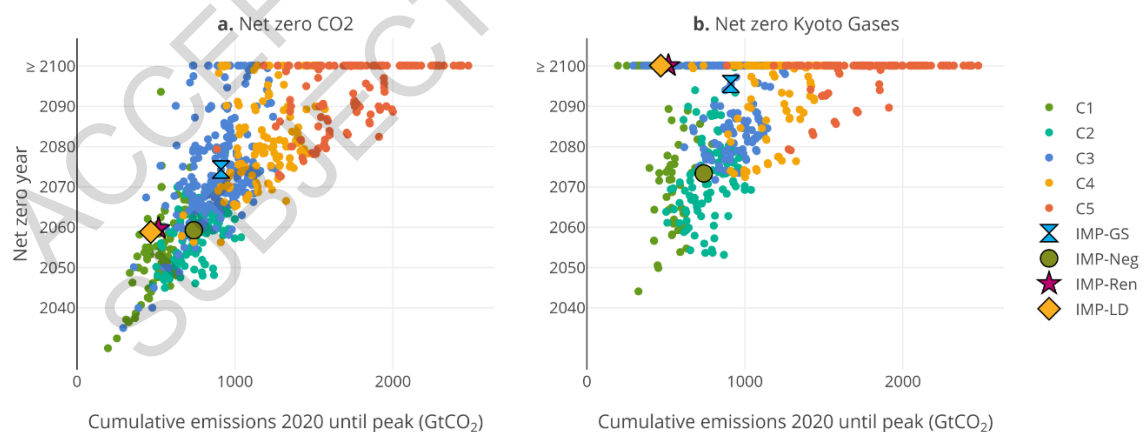 a. Net zero CO2
b. Net zero Kyoto Gases
Net zero year
≥ 2100
2090
2080
2070
2060
2050
2040
0
1000
2000
Cumulative emissions 2020 until peak (GtCO₂)
≥ 2100
2090
2080
2070
2060
2050
2040
0
1000
2000
Cumulative emissions 2020 until peak (GtCO₂)
C1
C2
C3
C4
C5
IMP-GS
IMP-Neg
IMP-Ren
IMP-LD
SUBJECT